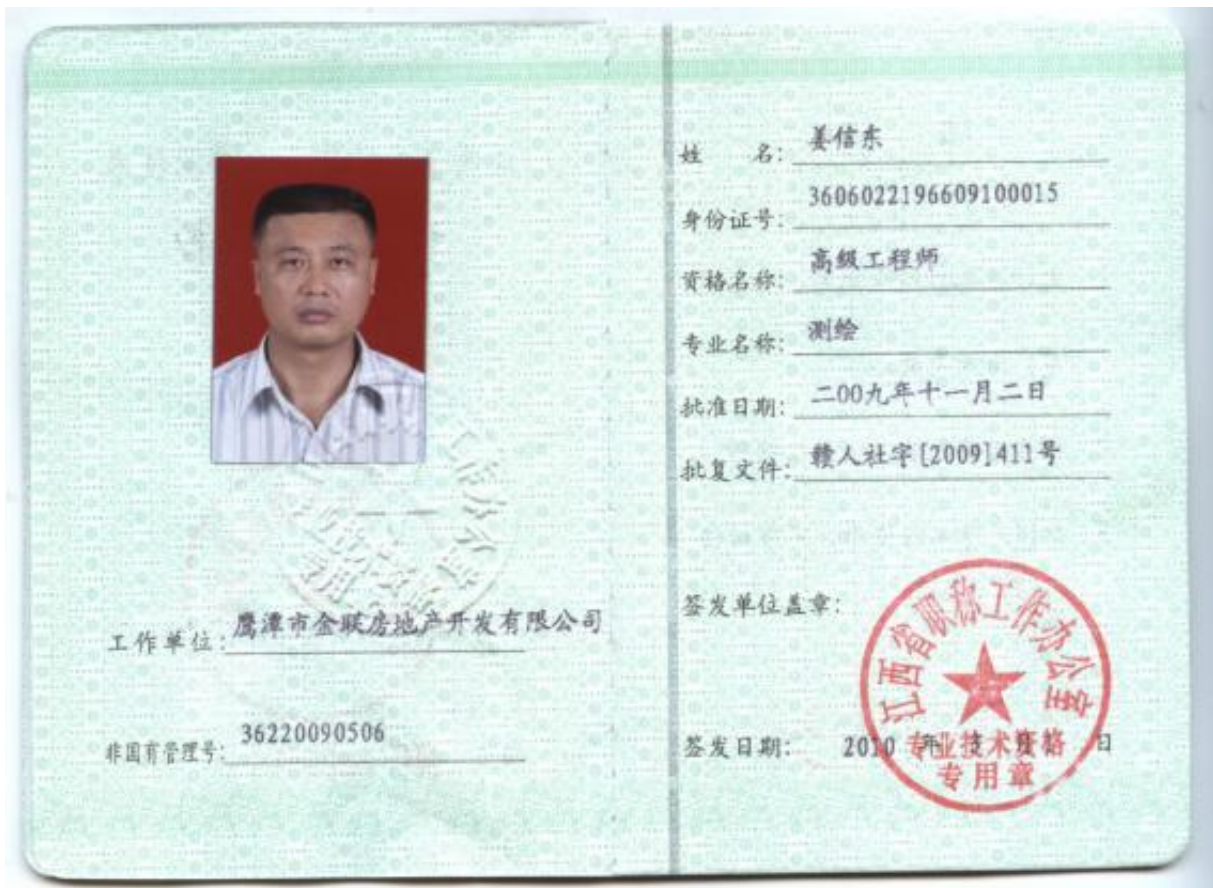 工作单位: 鹰潭市金联房地产开发有限公司
非国有管理号: 36220090506
姓 名: 姜信东
身份证号: 3606022196609100015
资格名称: 高级工程师
专业名称: 测绘
批准日期: 二00九年十一月二日
批复文件: 赣人社字[2009]411号
签发单位盖章:
江西省职称工作办公室
签发日期: 2010 年 月 日
专业技术资格
专用章